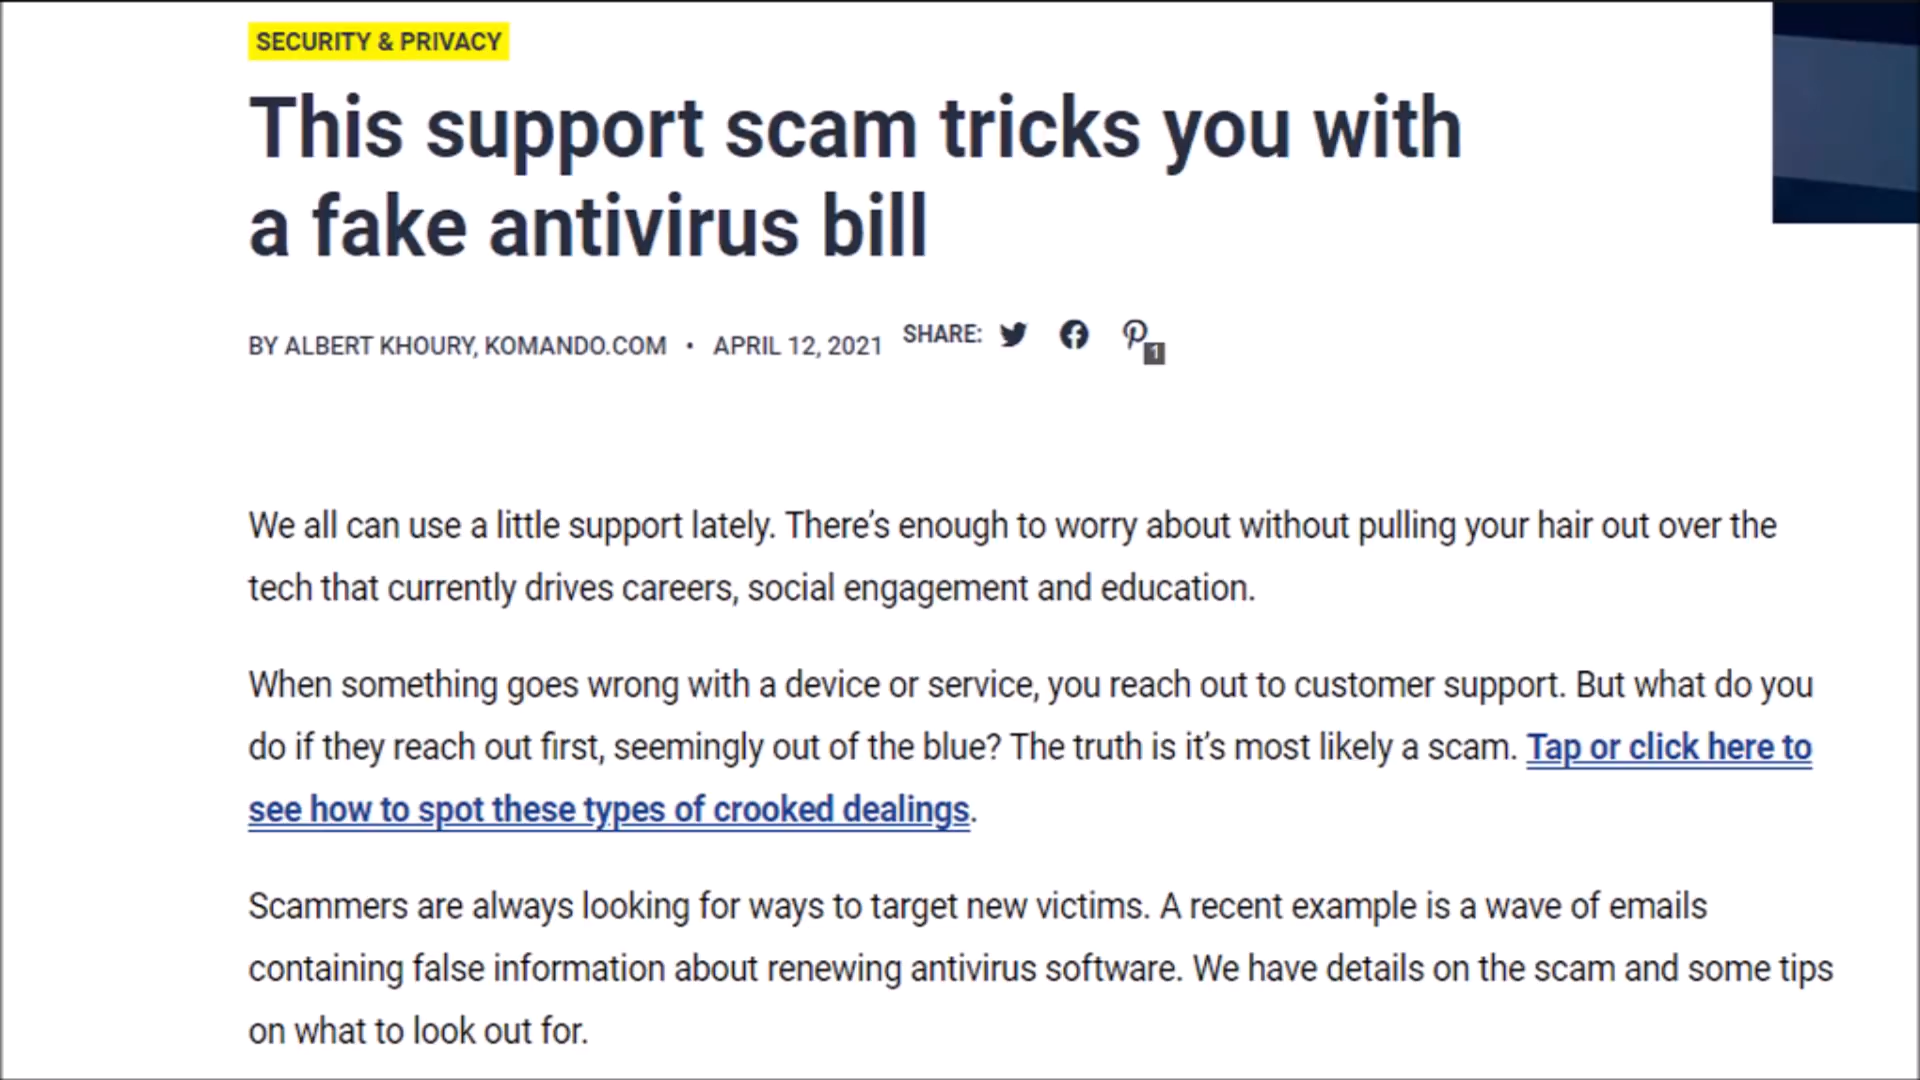 SECURITY & PRIVACY
This support scam tricks you with
a fake antivirus bill
BY ALBERT KHOURY, KOMANDO.COM • APRIL 12, 2021 SHARE: 1
We all can use a little support lately. There’s enough to worry about without pulling your hair out over the
tech that currently drives careers, social engagement and education.
When something goes wrong with a device or service, you reach out to customer support. But what do you
do if they reach out first, seemingly out of the blue? The truth is it’s most likely a scam. Tap or click here to
see how to spot these types of crooked dealings.
Scammers are always looking for ways to target new victims. A recent example is a wave of emails
containing false information about renewing antivirus software. We have details on the scam and some tips
on what to look out for.